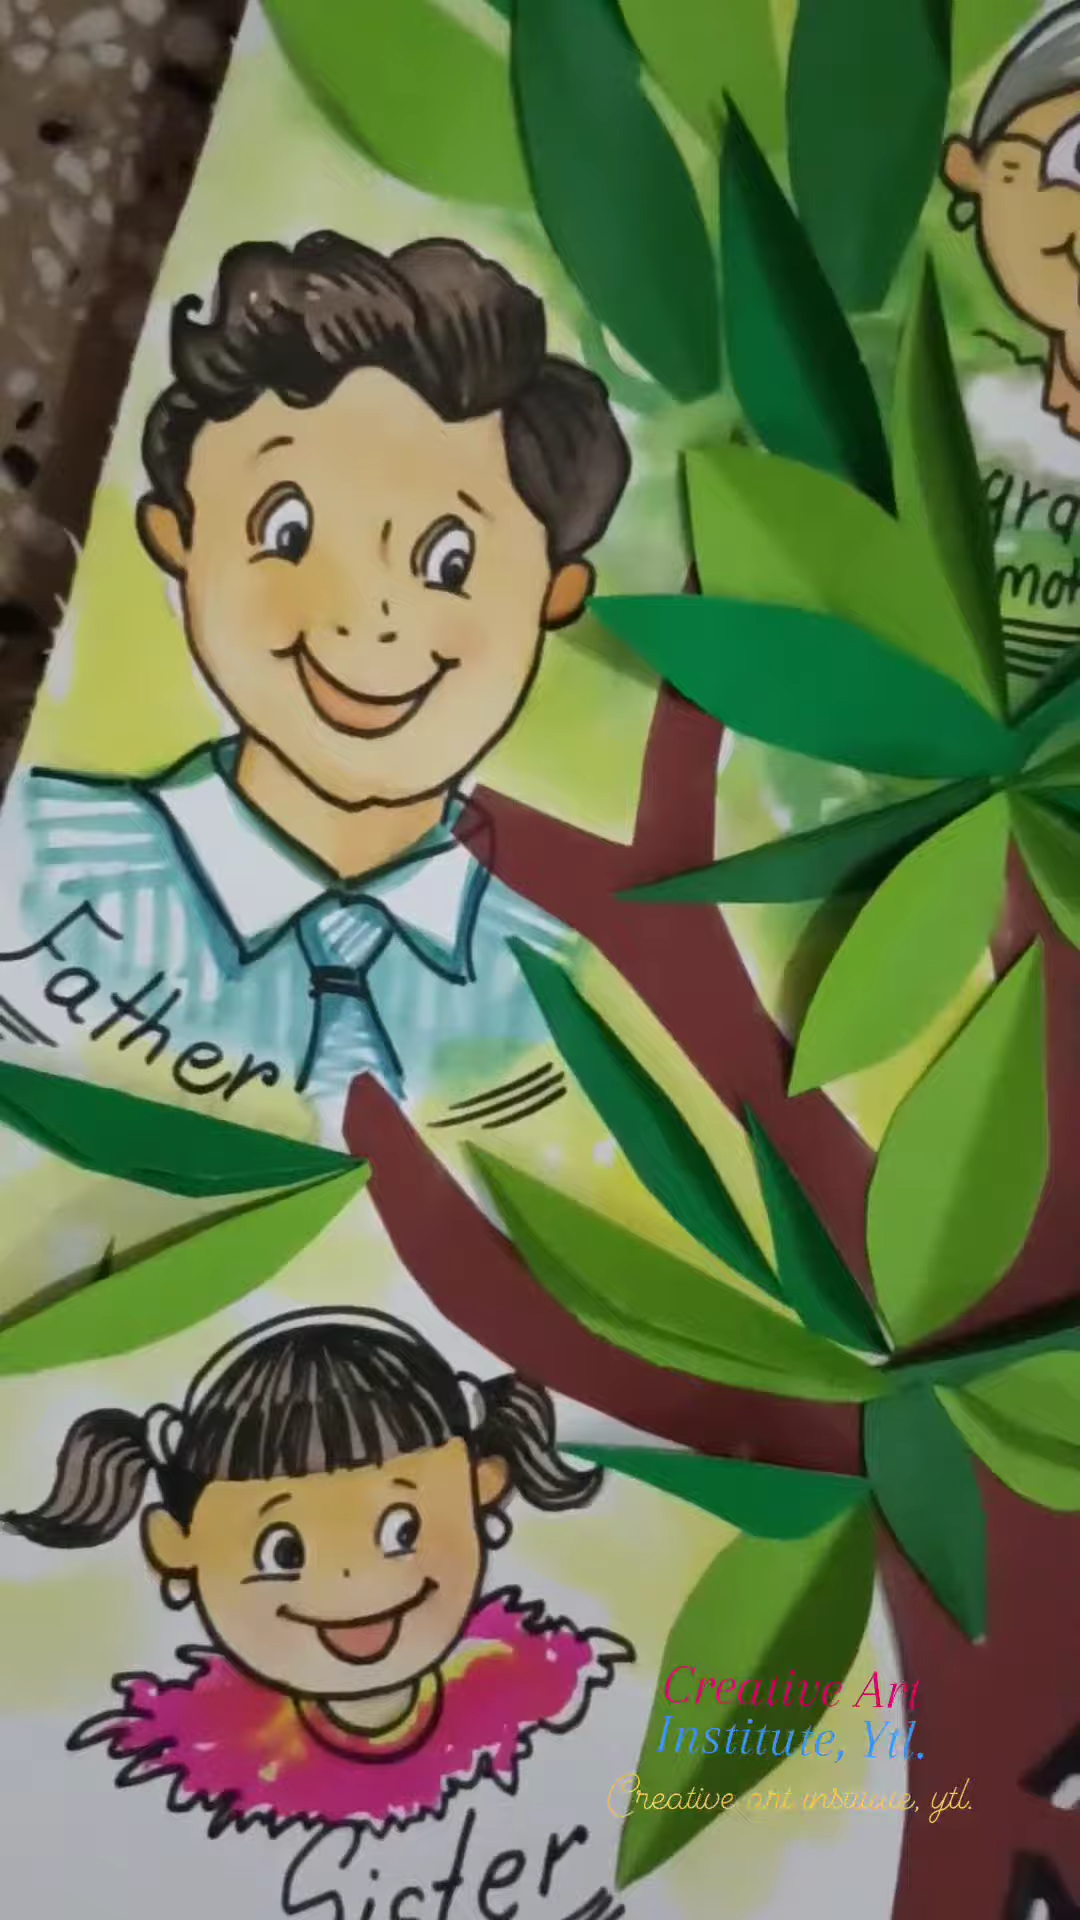 Father
Sister
Creative Art
Institute, Ytl.
Creative art institute, ytl.